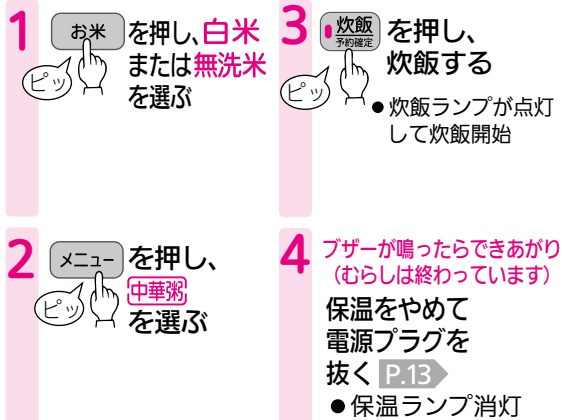 1 お米 を押し、白米
または無洗米
を選ぶ
ピッ
2 メニュー を押し、
中華粥
を選ぶ
ピッ
3 炊飯 予約確定 を押し、
炊飯する
ピッ
●炊飯ランプが点灯
して炊飯開始
4 ブザーが鳴ったらできあがり
（むらしは終わっています）
保温をやめて
電源プラグを
抜く P.13
●保温ランプ消灯